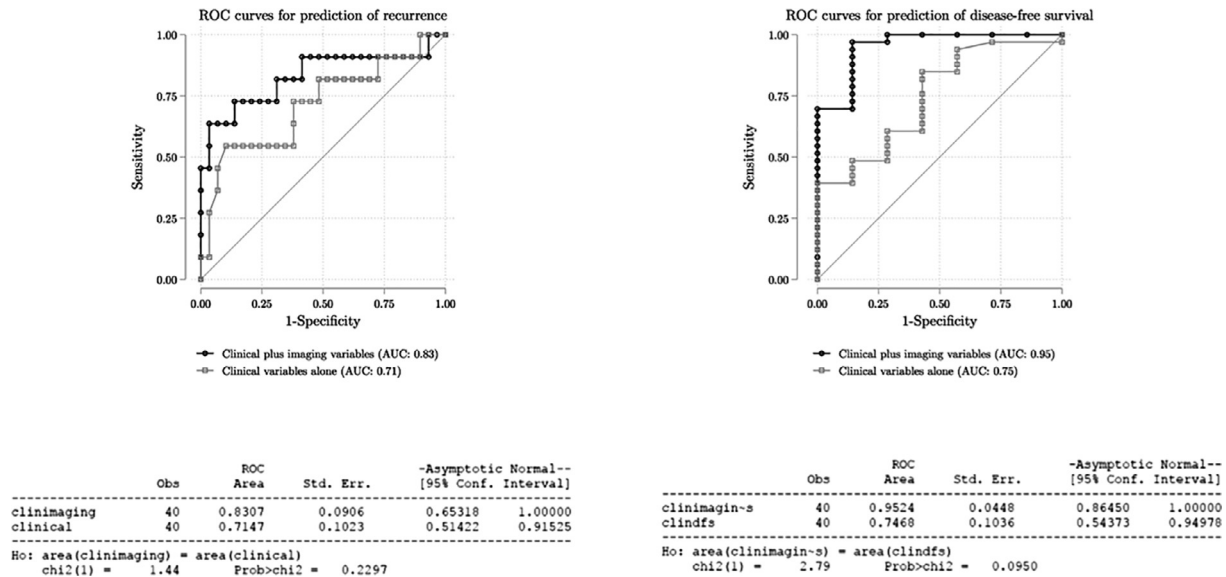 ROC curves for prediction of recurrence
1.00
0.75
0.50
0.25
0.00
Sensitivity
0.00 0.25 0.50 0.75 1.00
1-Specificity
Clinical plus imaging variables (AUC: 0.83)
Clinical variables alone (AUC: 0.71)
ROC curves for prediction of disease-free survival
1.00
0.75
0.50
0.25
0.00
Sensitivity
0.00 0.25 0.50 0.75 1.00
1-Specificity
Clinical plus imaging variables (AUC: 0.95)
Clinical variables alone (AUC: 0.75)
ROC -Asymptotic Normal--
Obs Area Std. Err. [95% Conf. Interval]
clinimaging 40 0.8307 0.0906 0.65318 1.00000
clinical 40 0.7147 0.1023 0.51422 0.91525
Ho: area(clinimaging) = area(clinical)
chi2(1) = 1.44 Prob>chi2 = 0.2297
ROC -Asymptotic Normal--
Obs Area Std. Err. [95% Conf. Interval]
clinimagin~s 40 0.9524 0.0448 0.86450 1.00000
clindfs 40 0.7468 0.1036 0.54373 0.94978
Ho: area(clinimagin~s) = area(clindfs)
chi2(1) = 2.79 Prob>chi2 = 0.0950